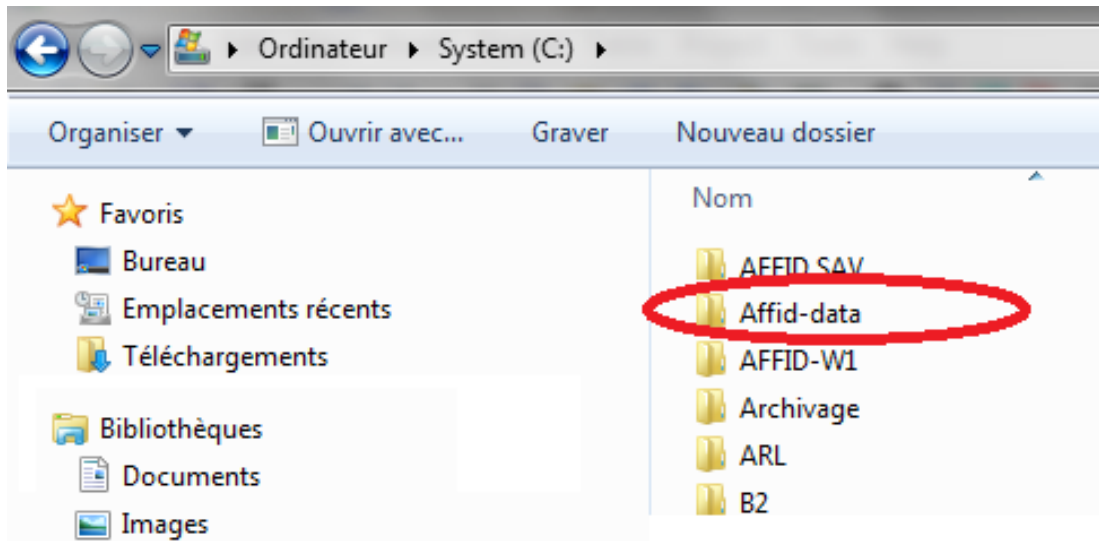 Ordinateur System (C:)
Organiser Ouvrir avec... Graver Nouveau dossier
Favoris
Bureau
Emplacements récents
Téléchargements
Bibliothèques
Documents
Images
Nom
AFFID SAV
Affid-data
AFFID-W1
Archivage
ARL
B2